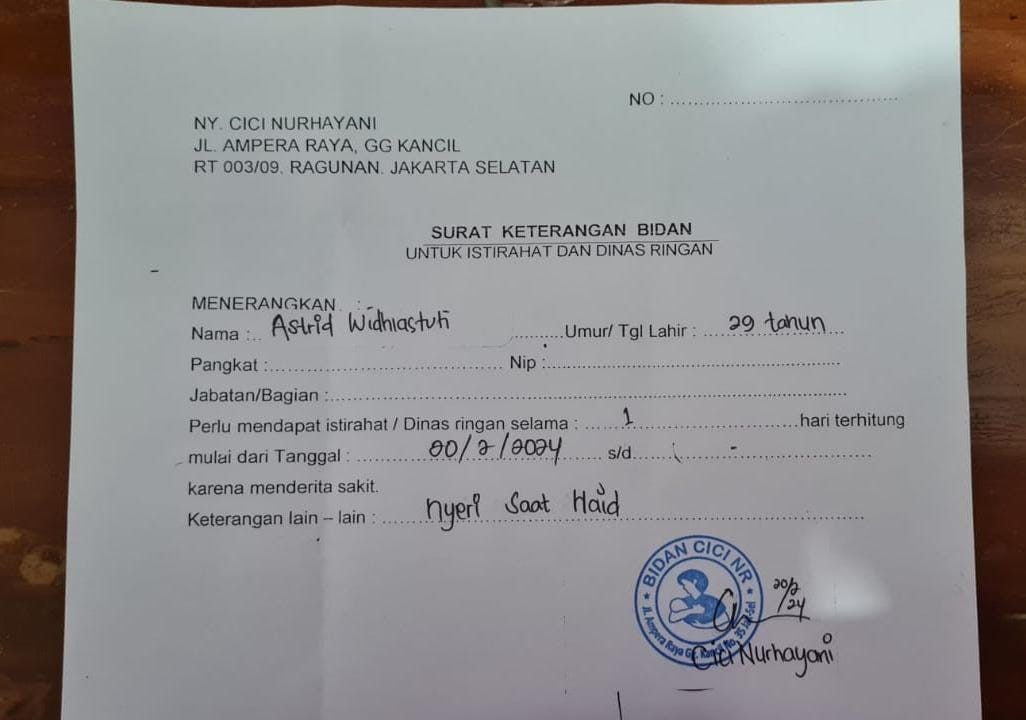 NO : ........................................
NY. CICI NURHAYANI
JL. AMPERA RAYA, GG KANCIL
RT 003/09. RAGUNAN. JAKARTA SELATAN
SURAT KETERANGAN BIDAN
UNTUK ISTIRAHAT DAN DINAS RINGAN
MENERANGKAN :
Nama :.. Astrid Widhiastuti ..........Umur/ Tgl Lahir : .... 29 tahun ....
Pangkat :............................................. Nip :.........................................................
Jabatan/Bagian :...............................................................................................
Perlu mendapat istirahat / Dinas ringan selama : ...... 1 ..............................hari terhitung
mulai dari Tanggal : ............ 20/2/2024 ...... s/d....... - .......................
karena menderita sakit.
Keterangan lain – lain : ...... nyeri saat Haid ............................................
BIDAN CICI NR
Jl. Ampera Raya Gg. Kancil No. 35 Jak-Sel
20/2/24
Cici Nurhayani